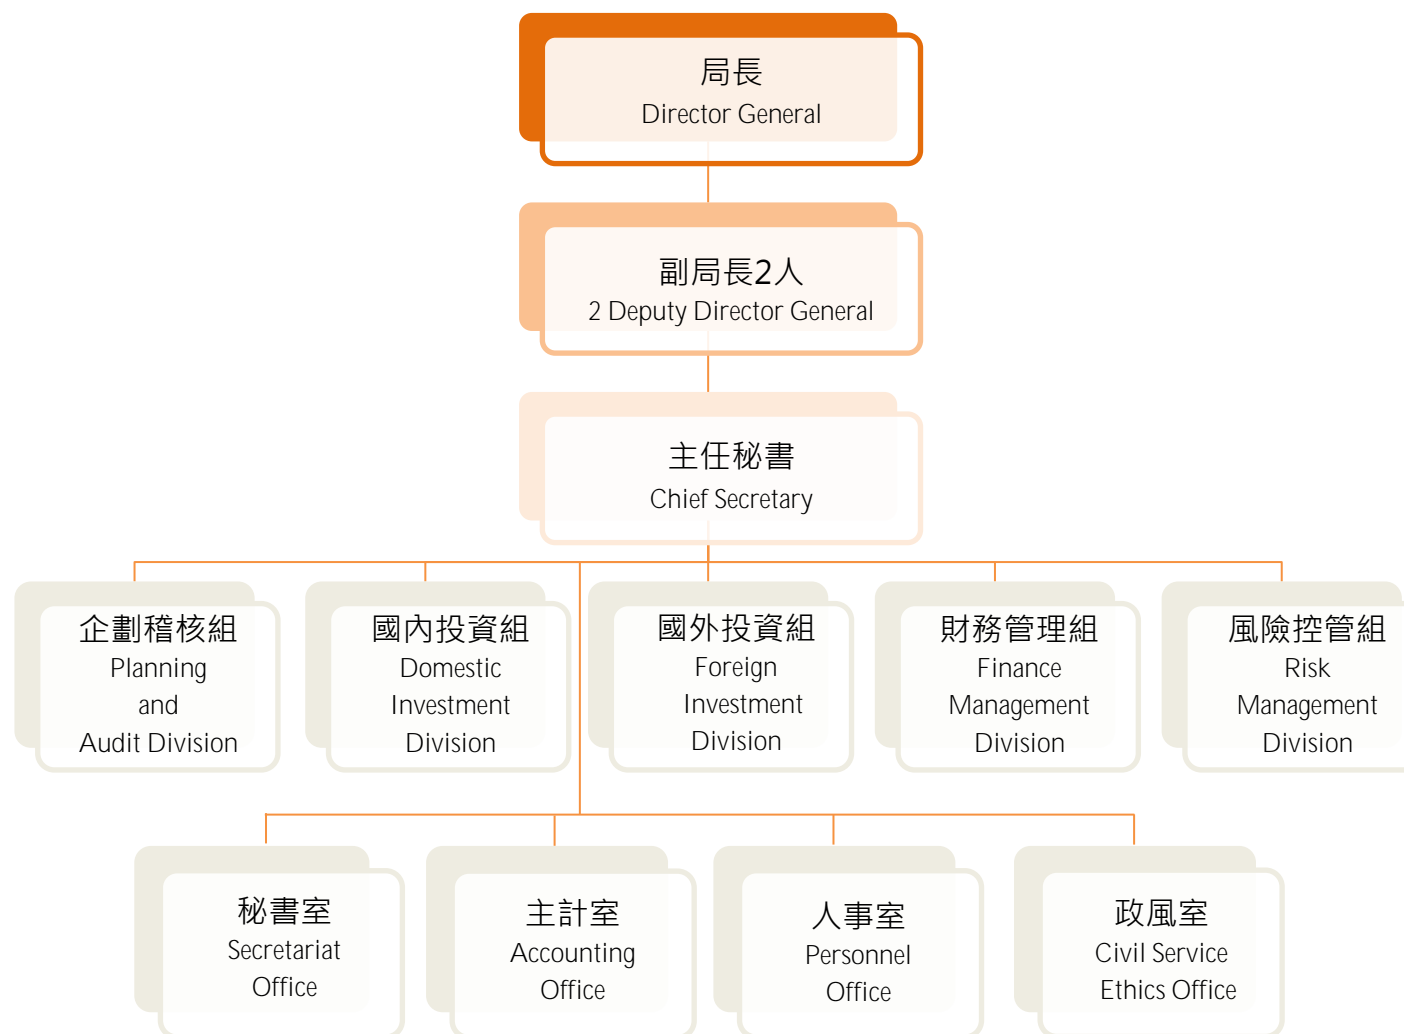 局長
Director General
副局長2人
2 Deputy Director General
主任秘書
Chief Secretary
企劃稽核組
Planning
and
Audit Division
國內投資組
Domestic
Investment
Division
國外投資組
Foreign
Investment
Division
財務管理組
Finance
Management
Division
風險控管組
Risk
Management
Division
秘書室
Secretariat
Office
主計室
Accounting
Office
人事室
Personnel
Office
政風室
Civil Service
Ethics Office